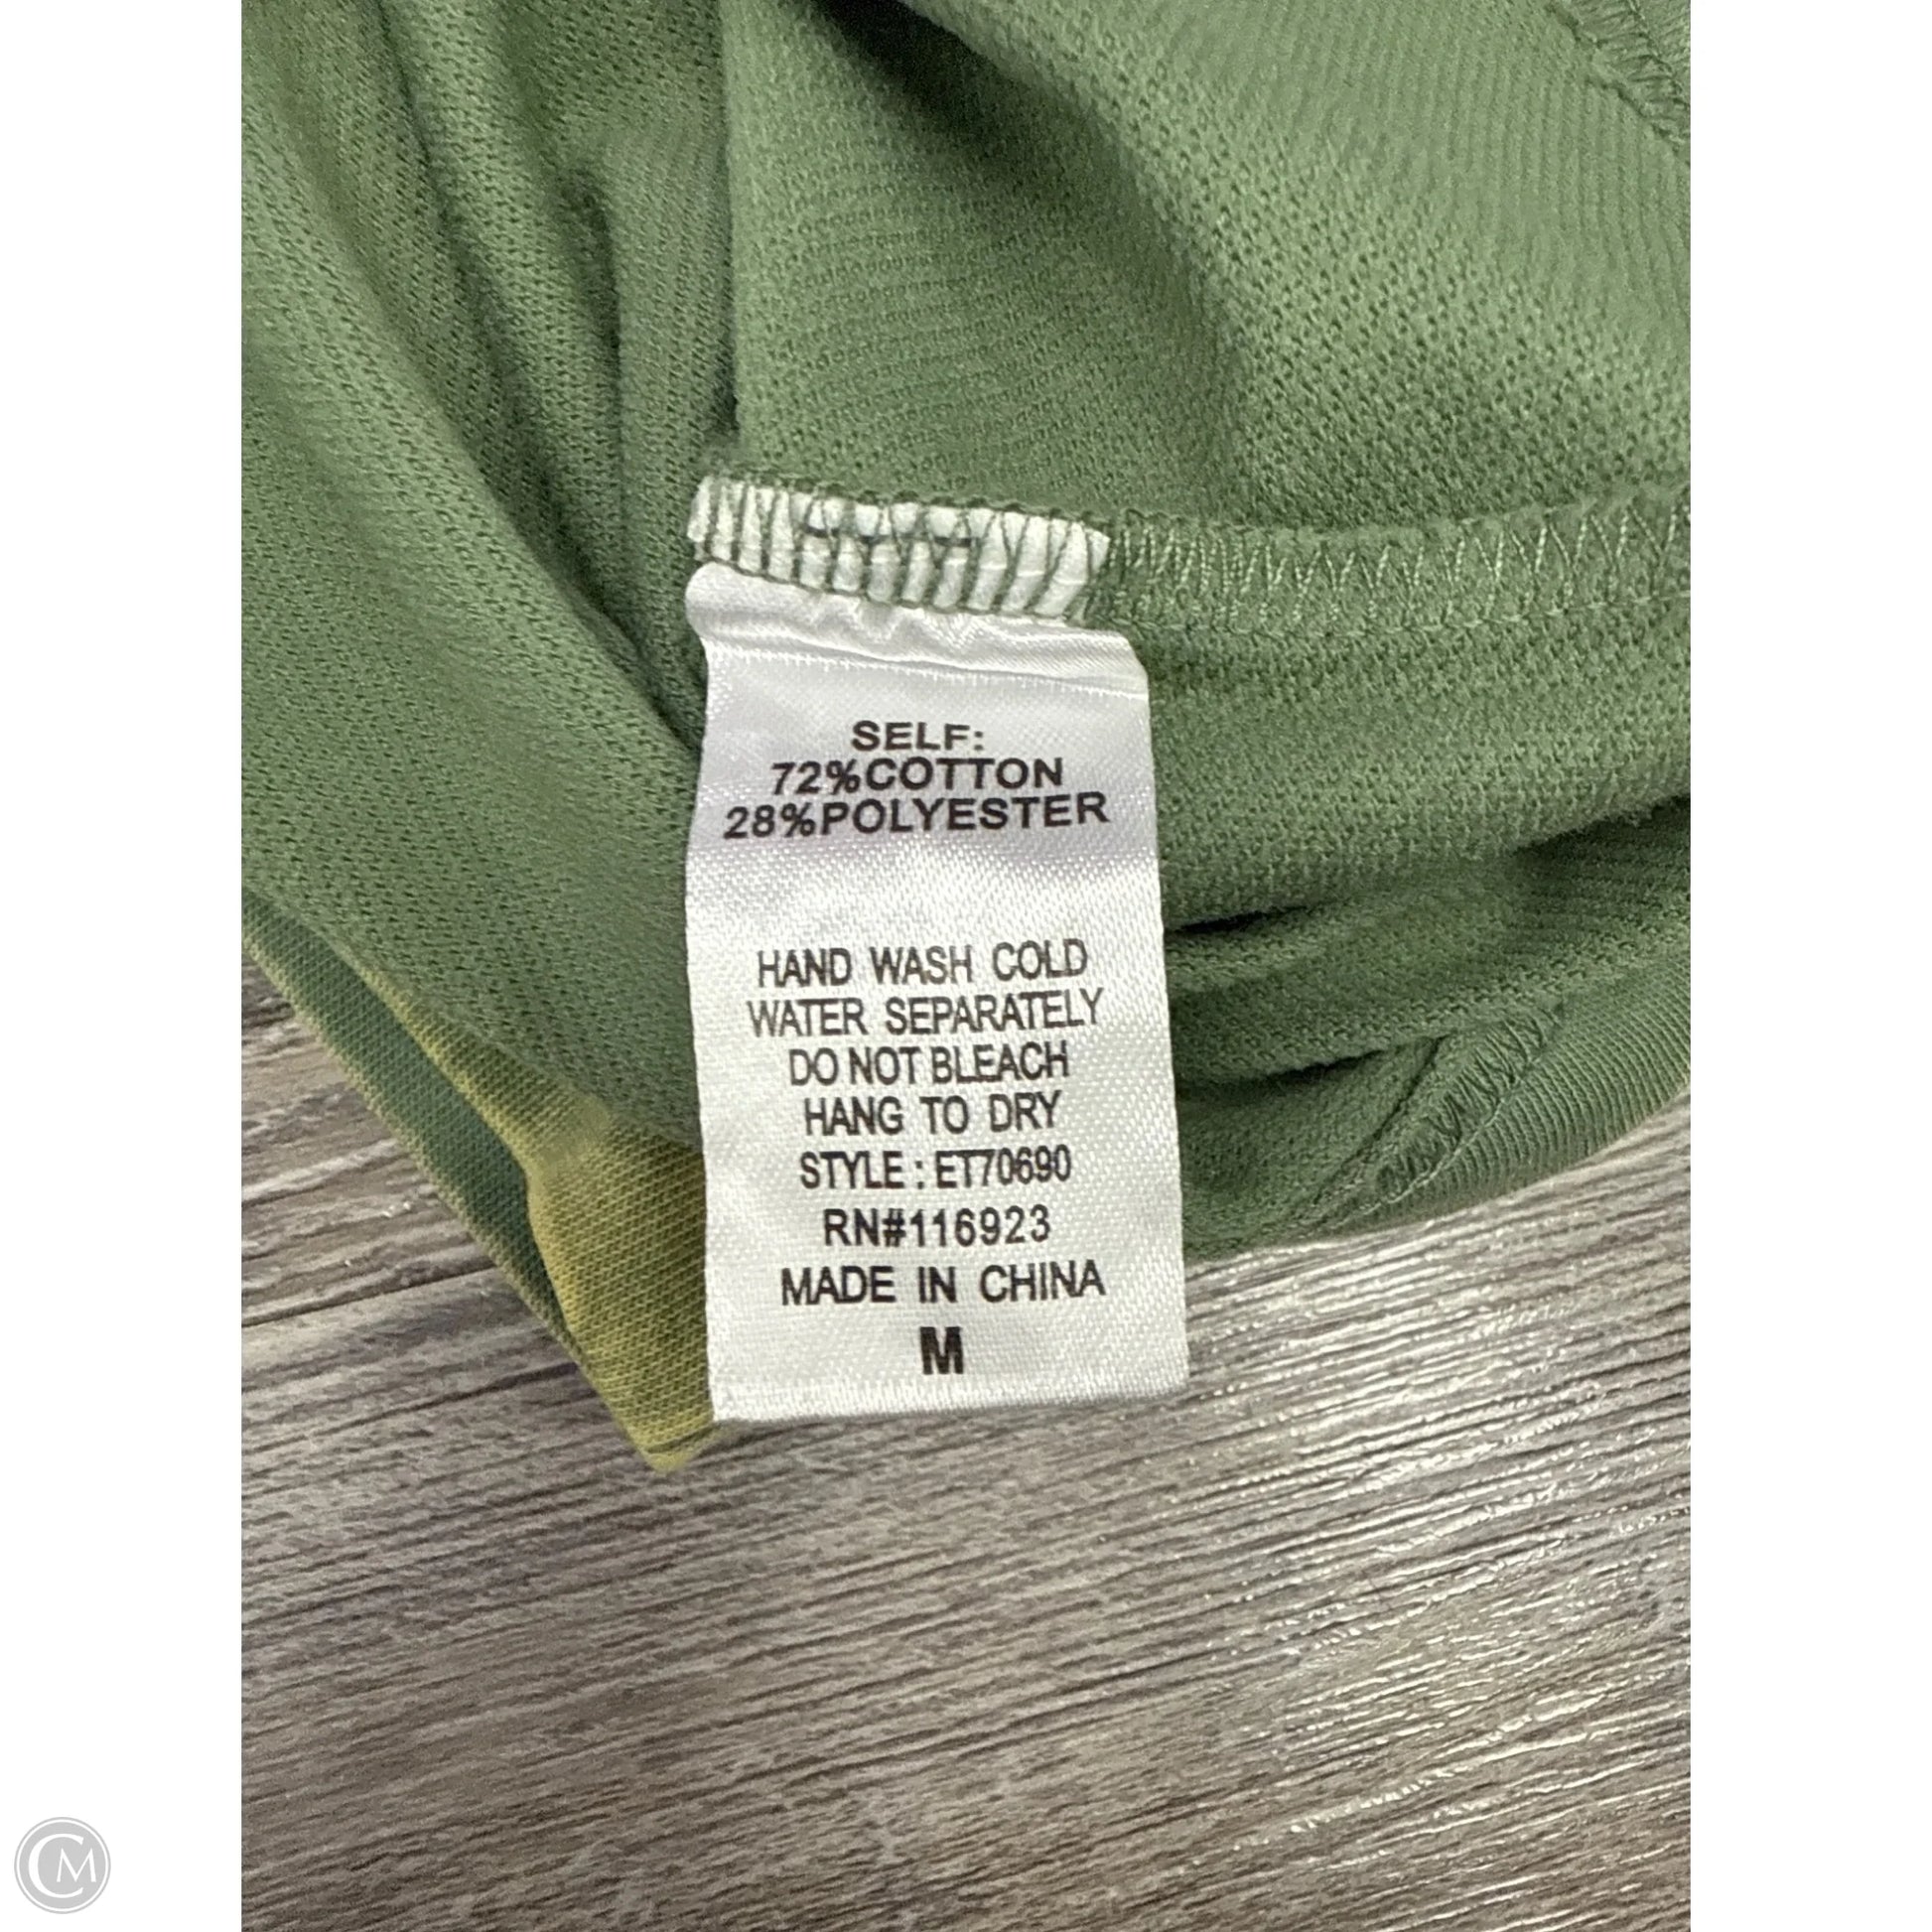 SELF:
72%COTTON
28%POLYESTER
HAND WASH COLD
WATER SEPARATELY
DO NOT BLEACH
HANG TO DRY
STYLE : ET70690
RN#116923
MADE IN CHINA
M
CM